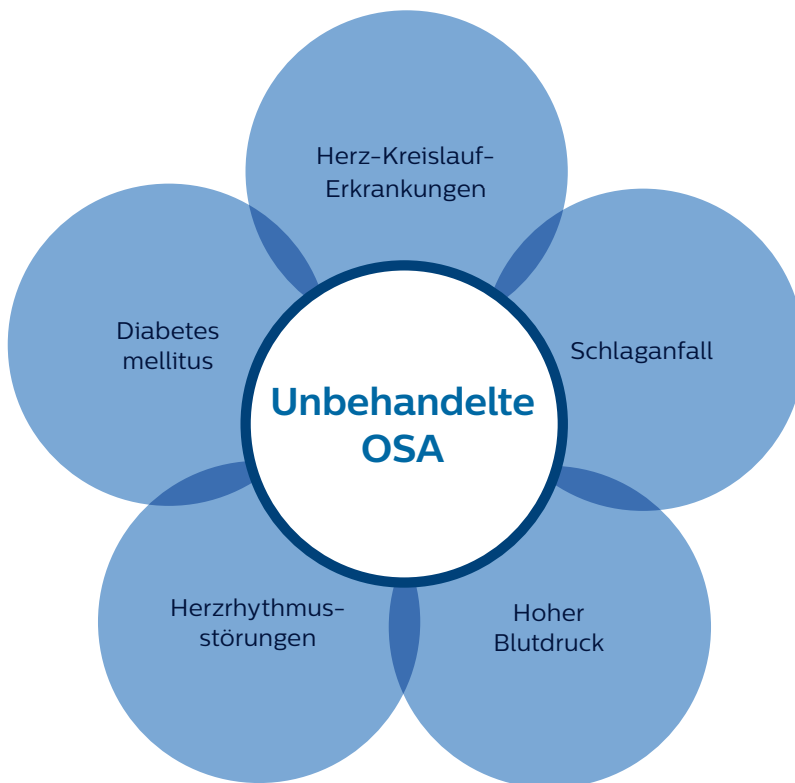 Herz-Kreislauf-
Erkrankungen
Diabetes
mellitus
Schlaganfall
Unbehandelte
OSA
Herzrhythmus-
störungen
Hoher
Blutdruck